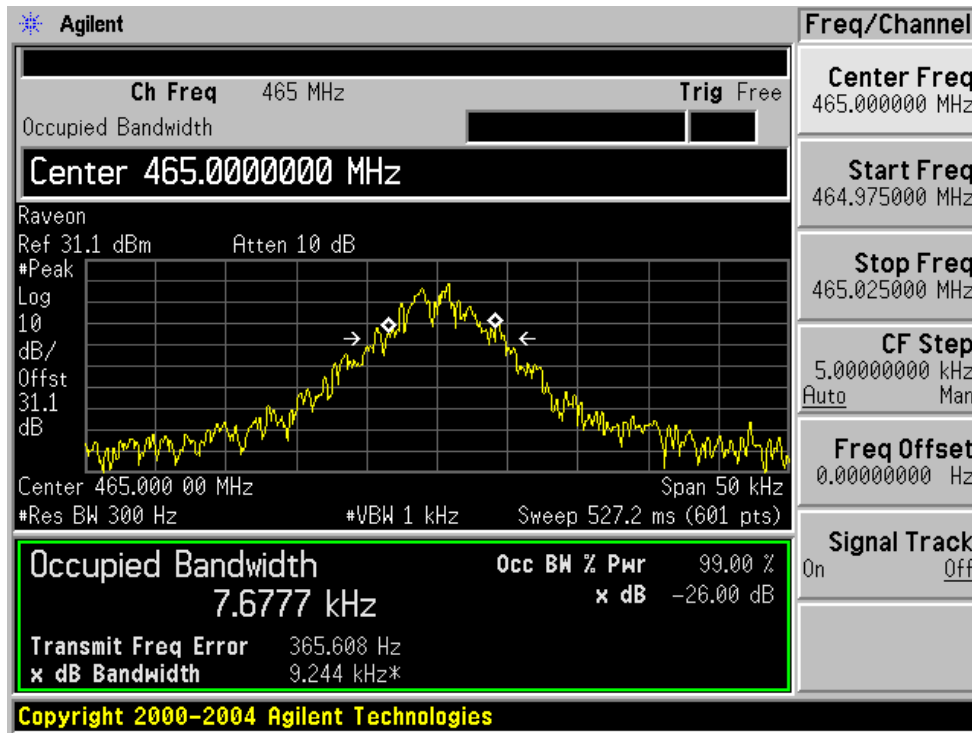 Agilent
Freq/Channel
Ch Freq 465 MHz Trig Free
Occupied Bandwidth
Center 465.0000000 MHz
Raveon
Ref 31.1 dBm Atten 10 dB
#Peak
Log
10
dB/
Offst
31.1
dB
Center 465.000 00 MHz Span 50 kHz
#Res BW 300 Hz #VBW 1 kHz Sweep 527.2 ms (601 pts)
Occupied Bandwidth Occ BW % Pwr 99.00 %
7.6777 kHz x dB -26.00 dB
Transmit Freq Error 365.608 Hz
x dB Bandwidth 9.244 kHz*
Copyright 2000-2004 Agilent Technologies
Center Freq
465.000000 MHz
Start Freq
464.975000 MHz
Stop Freq
465.025000 MHz
CF Step
5.00000000 kHz
Auto Man
Freq Offset
0.00000000 Hz
Signal Track
On Off